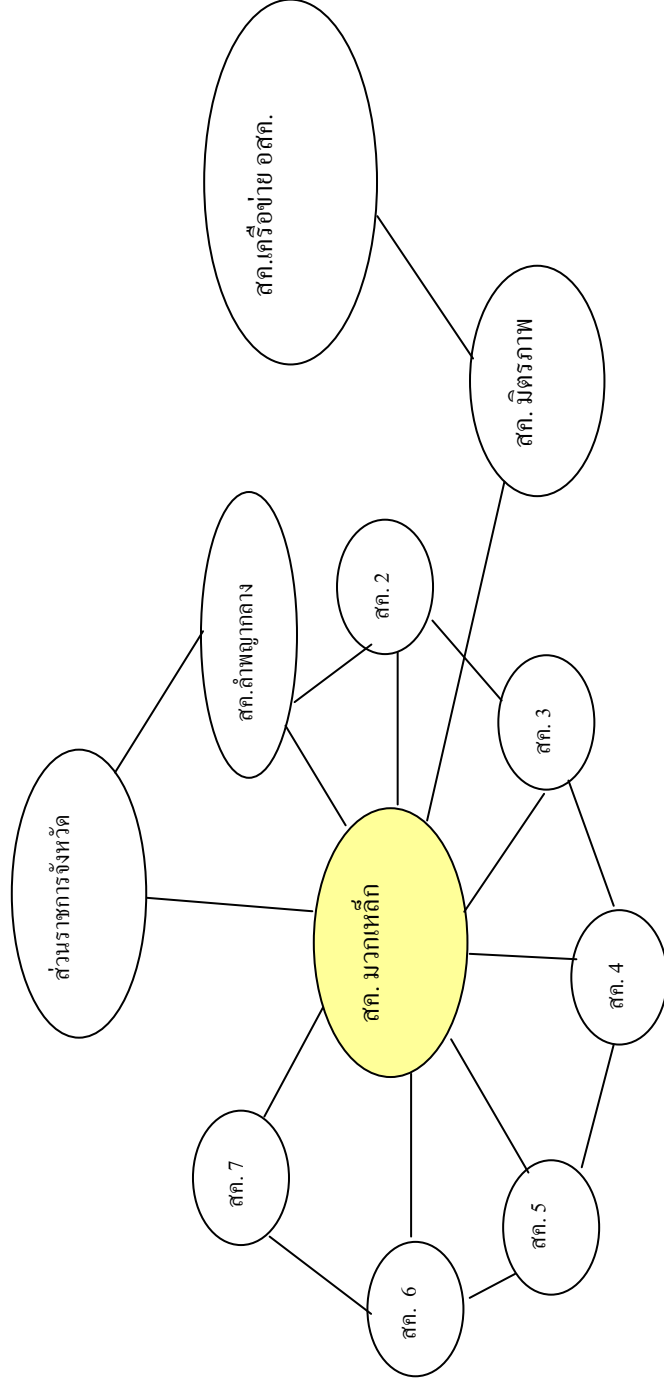 สค.เครือข่าย อสค.
ส่วนราชการจังหวัด
สค.ลำพญากลาง
สค. มิตรภาพ
สค. 2
สค. มวกเหล็ก
สค. 3
สค. 7
สค. 4
สค. 6
สค. 5